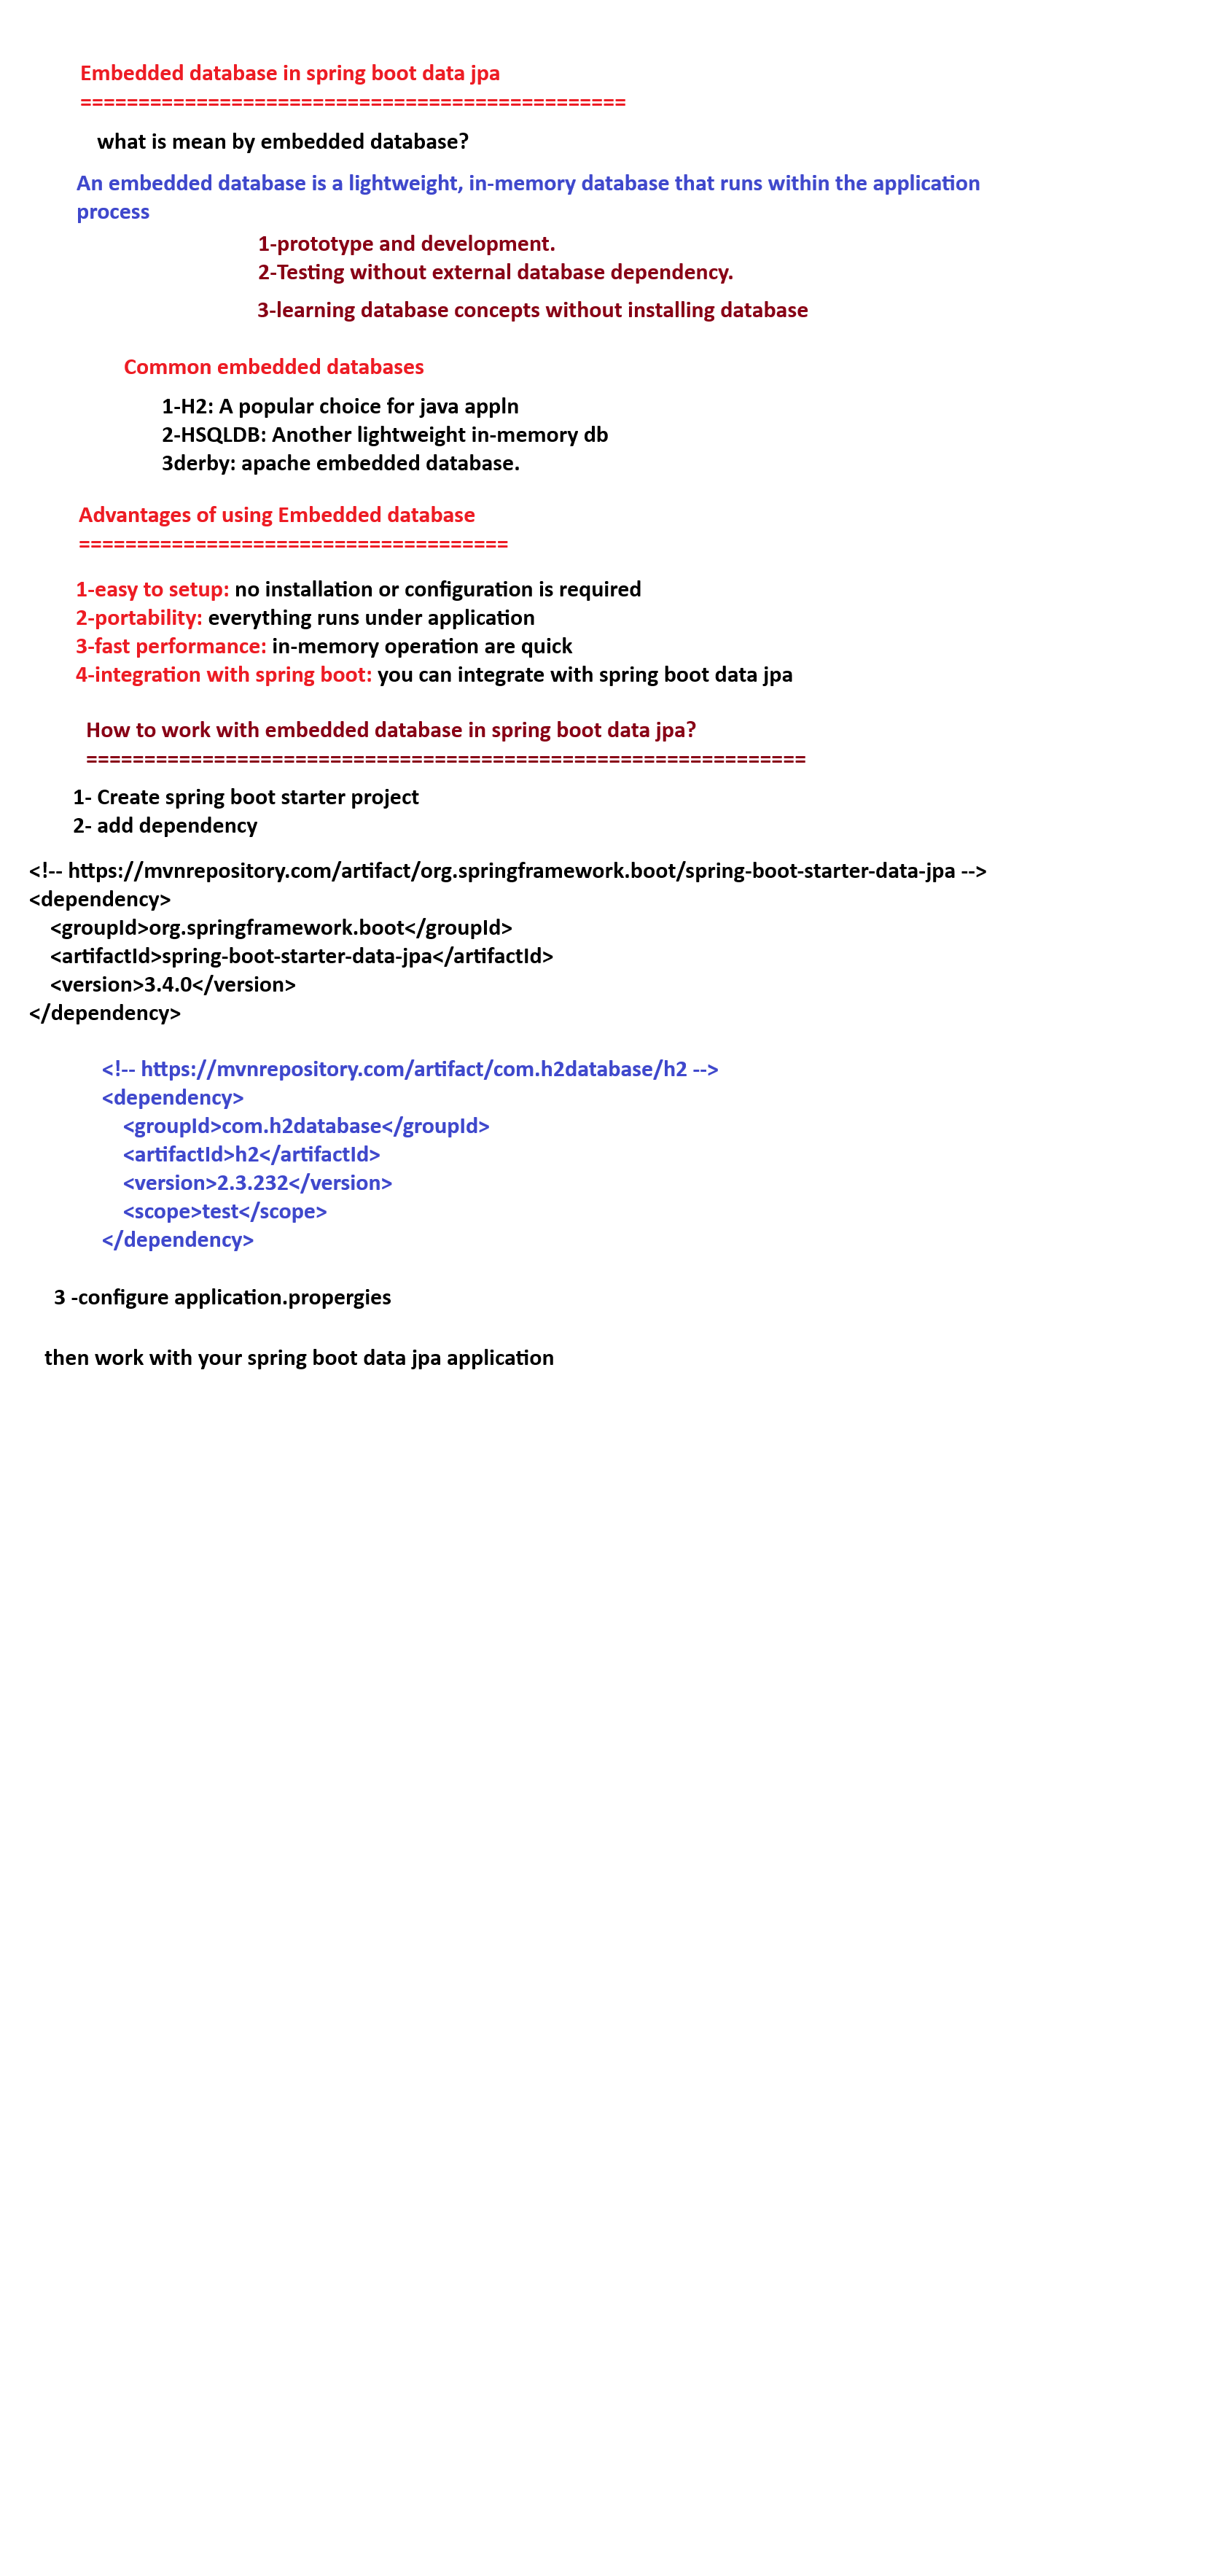 Embedded database in spring boot data jpa
===============================================
what is mean by embedded database?
An embedded database is a lightweight, in-memory database that runs within the application
process
1-prototype and development.
2-Testing without external database dependency.
3-learning database concepts without installing database
Common embedded databases
1-H2: A popular choice for java appln
2-HSQLDB: Another lightweight in-memory db
3derby: apache embedded database.
Advantages of using Embedded database
=====================================
1-easy to setup: no installation or configuration is required
2-portability: everything runs under application
3-fast performance: in-memory operation are quick
4-integration with spring boot: you can integrate with spring boot data jpa
How to work with embedded database in spring boot data jpa?
==============================================================
1- Create spring boot starter project
2- add dependency
<!-- https://mvnrepository.com/artifact/org.springframework.boot/spring-boot-starter-data-jpa -->
<dependency>
    <groupId>org.springframework.boot</groupId>
    <artifactId>spring-boot-starter-data-jpa</artifactId>
    <version>3.4.0</version>
</dependency>
<!-- https://mvnrepository.com/artifact/com.h2database/h2 -->
<dependency>
    <groupId>com.h2database</groupId>
    <artifactId>h2</artifactId>
    <version>2.3.232</version>
    <scope>test</scope>
</dependency>
3 -configure application.propergies
then work with your spring boot data jpa application